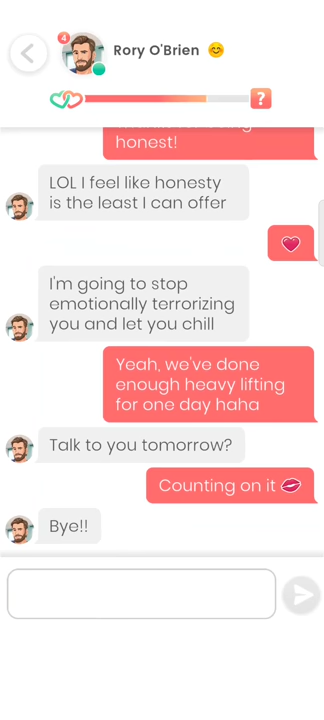 4
Rory O'Brien 😊
?
honest!
LOL I feel like honesty
is the least I can offer
I'm going to stop
emotionally terrorizing
you and let you chill
Yeah, we've done
enough heavy lifting
for one day haha
Talk to you tomorrow?
Counting on it 💋
Bye!!